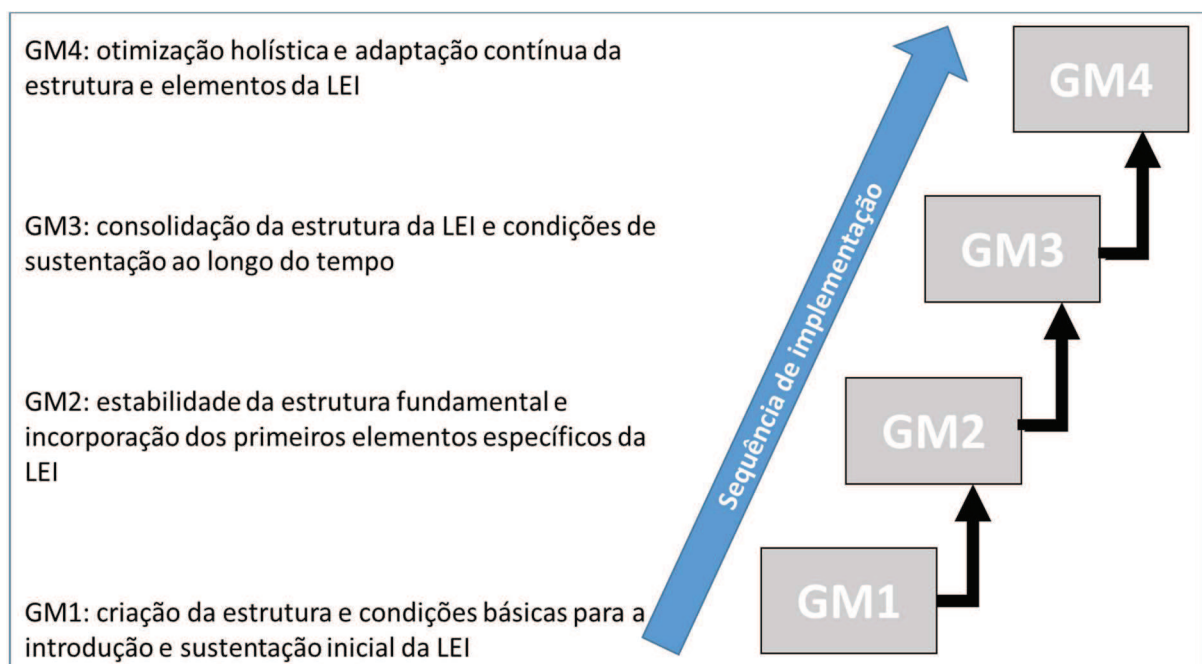 GM4: otimização holística e adaptação contínua da
estrutura e elementos da LEI
GM4
GM3: consolidação da estrutura da LEI e condições de
sustentação ao longo do tempo
GM3
Sequência de implementação
GM2: estabilidade da estrutura fundamental e
incorporação dos primeiros elementos específicos da
LEI
GM2
GM1: criação da estrutura e condições básicas para a
introdução e sustentação inicial da LEI
GM1